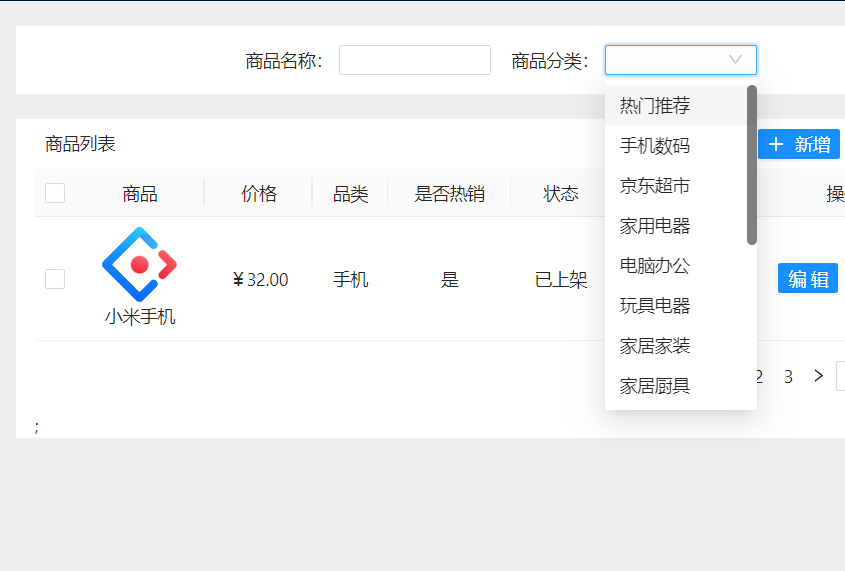 商品名称： 商品分类：
热门推荐
手机数码
京东超市
家用电器
电脑办公
玩具电器
家居家装
家居厨具
商品列表 + 新增
商品 价格 品类 是否热销 状态
小米手机 ¥32.00 手机 是 已上架 编 辑
2 3 >
;